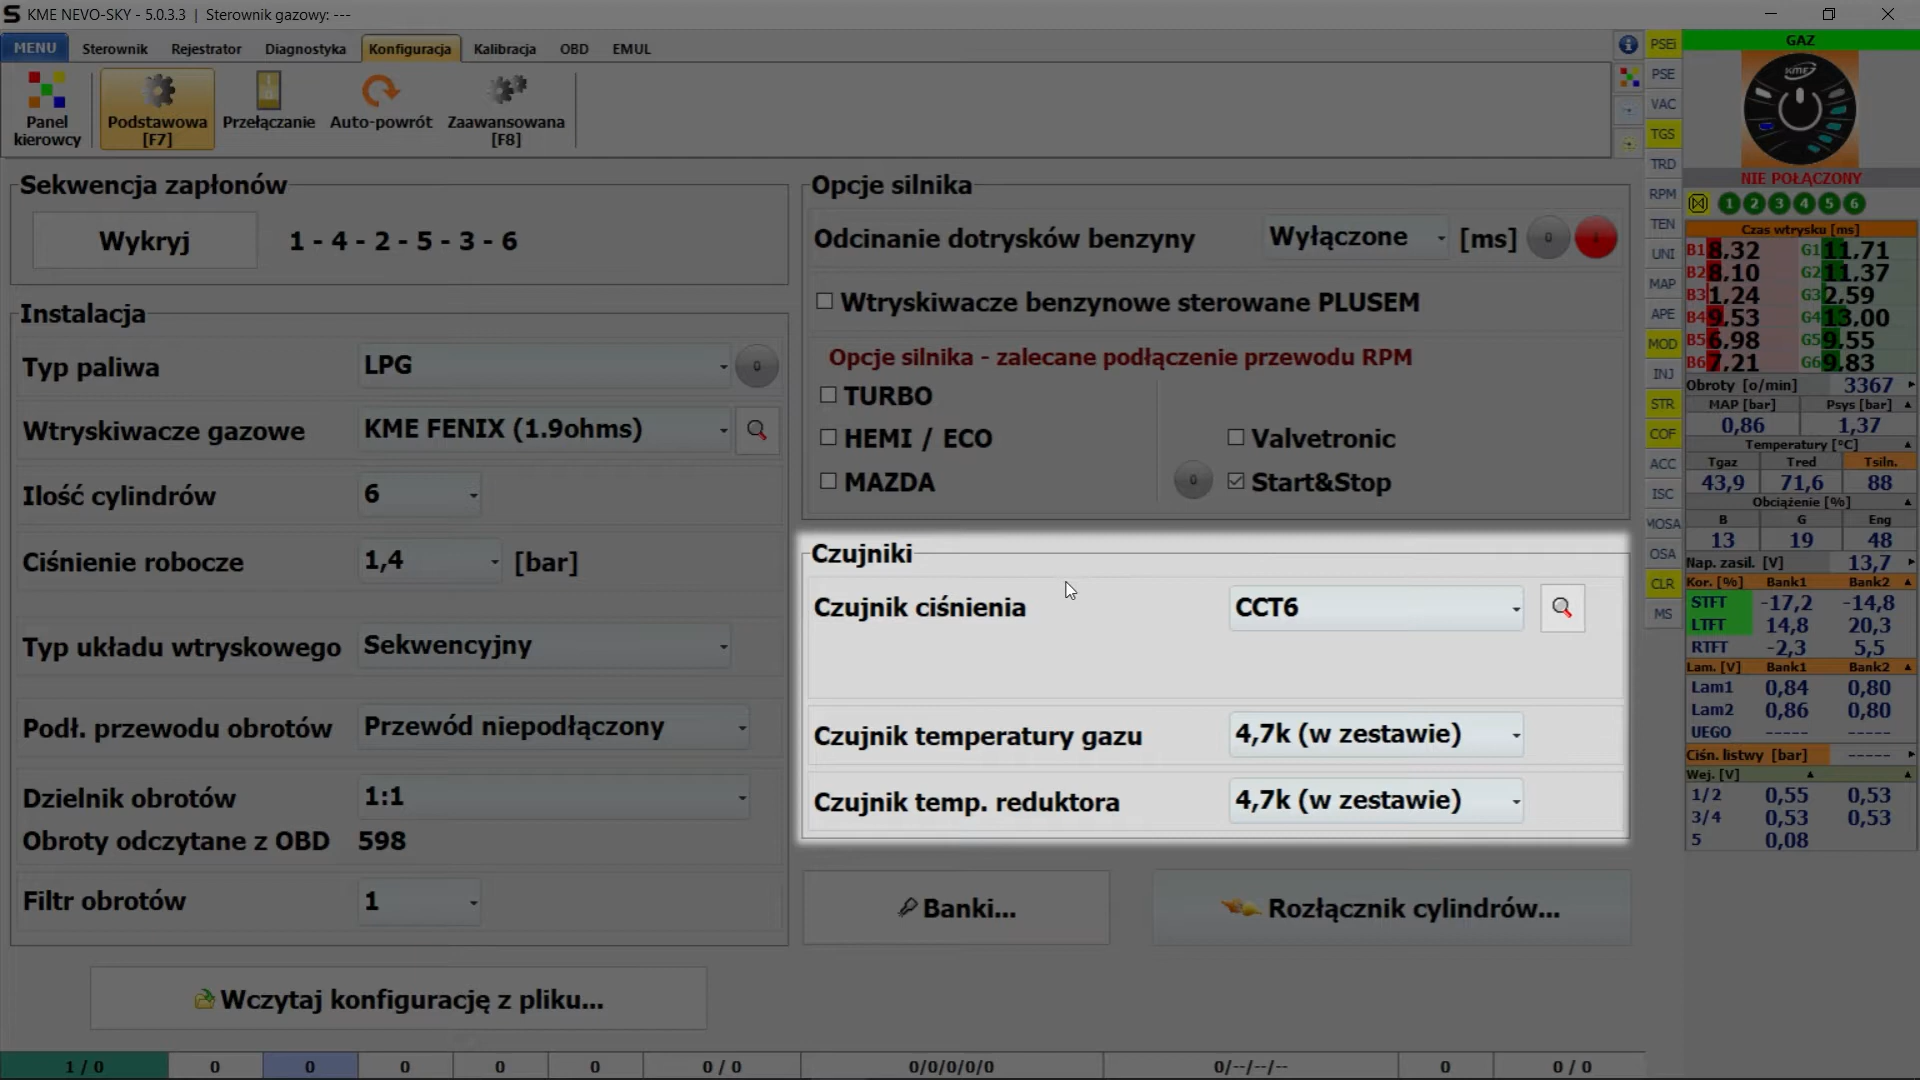 KME NEVO-SKY - 5.0.3.3 | Sterownik gazowy: ---
MENU Sterownik Rejestrator Diagnostyka Konfiguracja Kalibracja OBD EMUL
Panel kierowcy
Podstawowa [F7]
Przełączanie
Auto-powrót
Zaawansowana [F8]
Sekwencja zapłonów
Wykryj 1 - 4 - 2 - 5 - 3 - 6
Instalacja
Typ paliwa LPG 0
Wtryskiwacze gazowe KME FENIX (1.9ohms)
Ilość cylindrów 6
Ciśnienie robocze 1,4 [bar]
Typ układu wtryskowego Sekwencyjny
Podł. przewodu obrotów Przewód niepodłączony
Dzielnik obrotów 1:1
Obroty odczytane z OBD 598
Filtr obrotów 1
Wczytaj konfigurację z pliku...
Opcje silnika
Odcinanie dotrysków benzyny Wyłączone [ms] 0
Wtryskiwacze benzynowe sterowane PLUSEM
Opcje silnika - zalecane podłączenie przewodu RPM
TURBO
HEMI / ECO Valvetronic
MAZDA 0 Start&Stop
Czujniki
Czujnik ciśnienia CCT6
Czujnik temperatury gazu 4,7k (w zestawie)
Czujnik temp. reduktora 4,7k (w zestawie)
Banki... Rozłącznik cylindrów...
PSEi
PSE
VAC
TGS
TRD
RPM
TEN
UNI
MAP
APE
MOD
INJ
STR
COF
ACC
ISC
MOSA
OSA
CLR
MS
GAZ
KME
NIE POŁĄCZONY
1 2 3 4 5 6
Czas wtrysku [ms]
B1 8,32 G1 11,71
B2 8,10 G2 11,37
B3 1,24 G3 2,59
B4 9,53 G4 13,00
B5 6,98 G5 9,55
B6 7,21 G6 9,83
Obroty [o/min] 3367
MAP [bar] Psys [bar]
0,86 1,37
Temperatury [°C]
Tgaz Tred Tsiln.
43,9 71,6 88
Obciążenie [%]
B G Eng
13 19 48
Nap. zasil. [V] 13,7
Kor. [%] Bank1 Bank2
STFT -17,2 -14,8
LTFT 14,8 20,3
RTFT -2,3 5,5
Lam. [V] Bank1 Bank2
Lam1 0,84 0,80
Lam2 0,86 0,80
UEGO ----- -----
Ciśn. listwy [bar] -----
Wej. [V]
1/2 0,55 0,53
3/4 0,53 0,53
5 0,08
1 / 0 0 0 0 0 0 0 / 0 0/0/0/0/0 0/--/--/-- 0 0 / 0